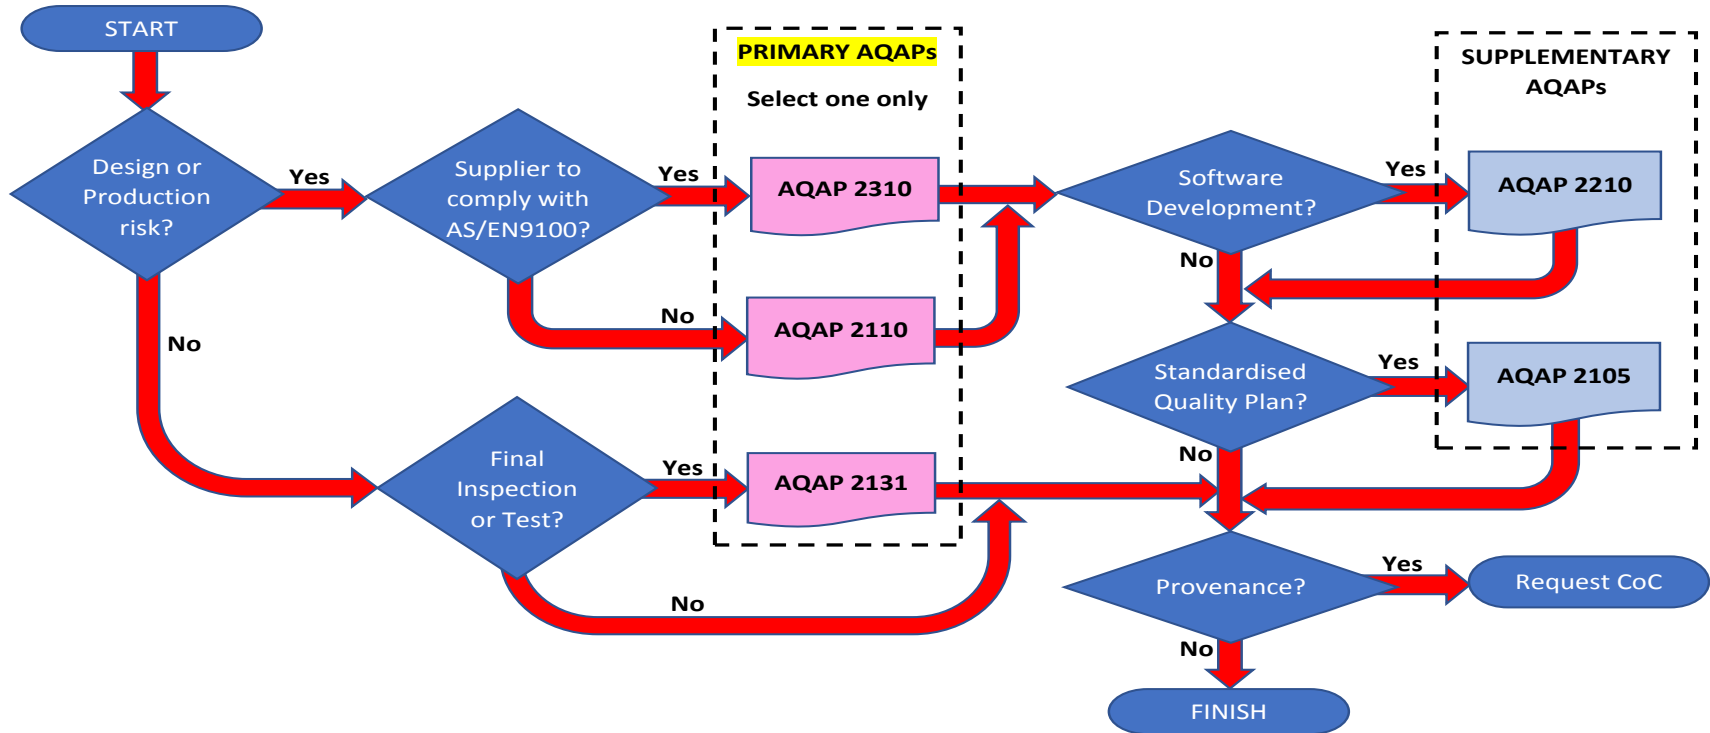 START
PRIMARY AQAPs
Select one only
SUPPLEMENTARY
AQAPs
Design or
Production
risk?
Yes
Supplier to
comply with
AS/EN9100?
Yes
AQAP 2310
Software
Development?
Yes
AQAP 2210
No
No
AQAP 2110
No
Standardised
Quality Plan?
Yes
AQAP 2105
No
Final
Inspection
or Test?
Yes
AQAP 2131
No
Provenance?
Yes
Request CoC
No
FINISH